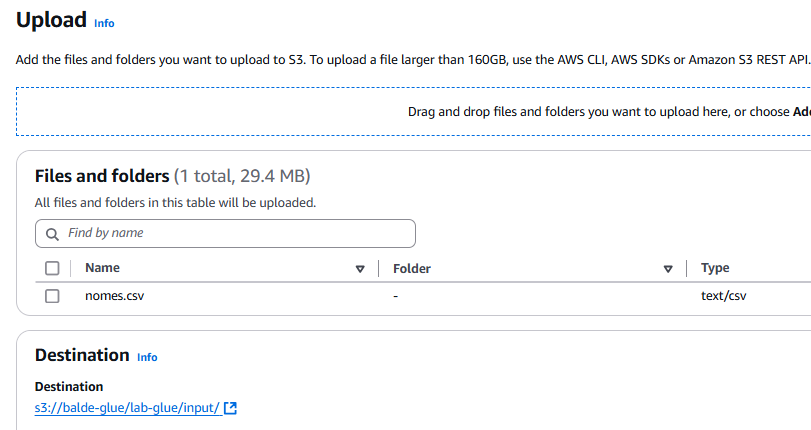 Upload Info
Add the files and folders you want to upload to S3. To upload a file larger than 160GB, use the AWS CLI, AWS SDKs or Amazon S3 REST API.
Drag and drop files and folders you want to upload here, or choose Add
Files and folders (1 total, 29.4 MB)
All files and folders in this table will be uploaded.
Find by name
Name Folder Type
nomes.csv - text/csv
Destination Info
Destination
s3://balde-glue/lab-glue/input/